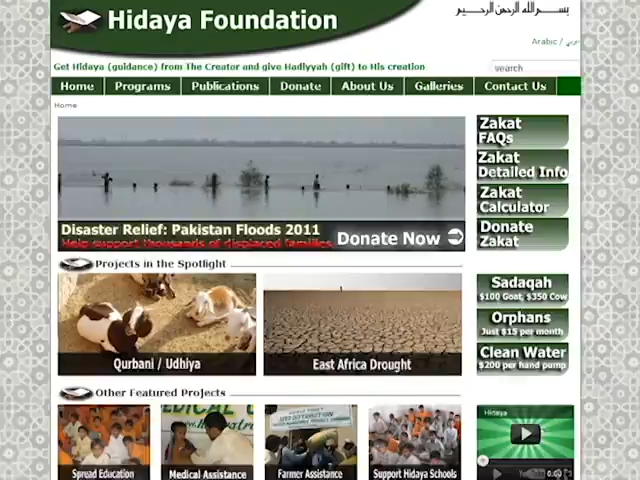 Hidaya Foundation
بسم الله الرحمن الرحيم
Get Hidaya (guidance) from The Creator and give Hadiyyah (gift) to His creation
Arabic / عربي
search
Home Programs Publications Donate About Us Galleries Contact Us
Home
Zakat
FAQs
Zakat
Detailed Info
Zakat
Calculator
Donate
Zakat
Disaster Relief: Pakistan Floods 2011
Help support thousands of displaced families
Donate Now
Projects in the Spotlight
Qurbani / Udhiya
East Africa Drought
Sadaqah
$100 Goat, $350 Cow
Orphans
Just $15 per month
Clean Water
$200 per hand pump
Other Featured Projects
Spread Education
Medical Assistance
Farmer Assistance
Support Hidaya Schools
Hidaya